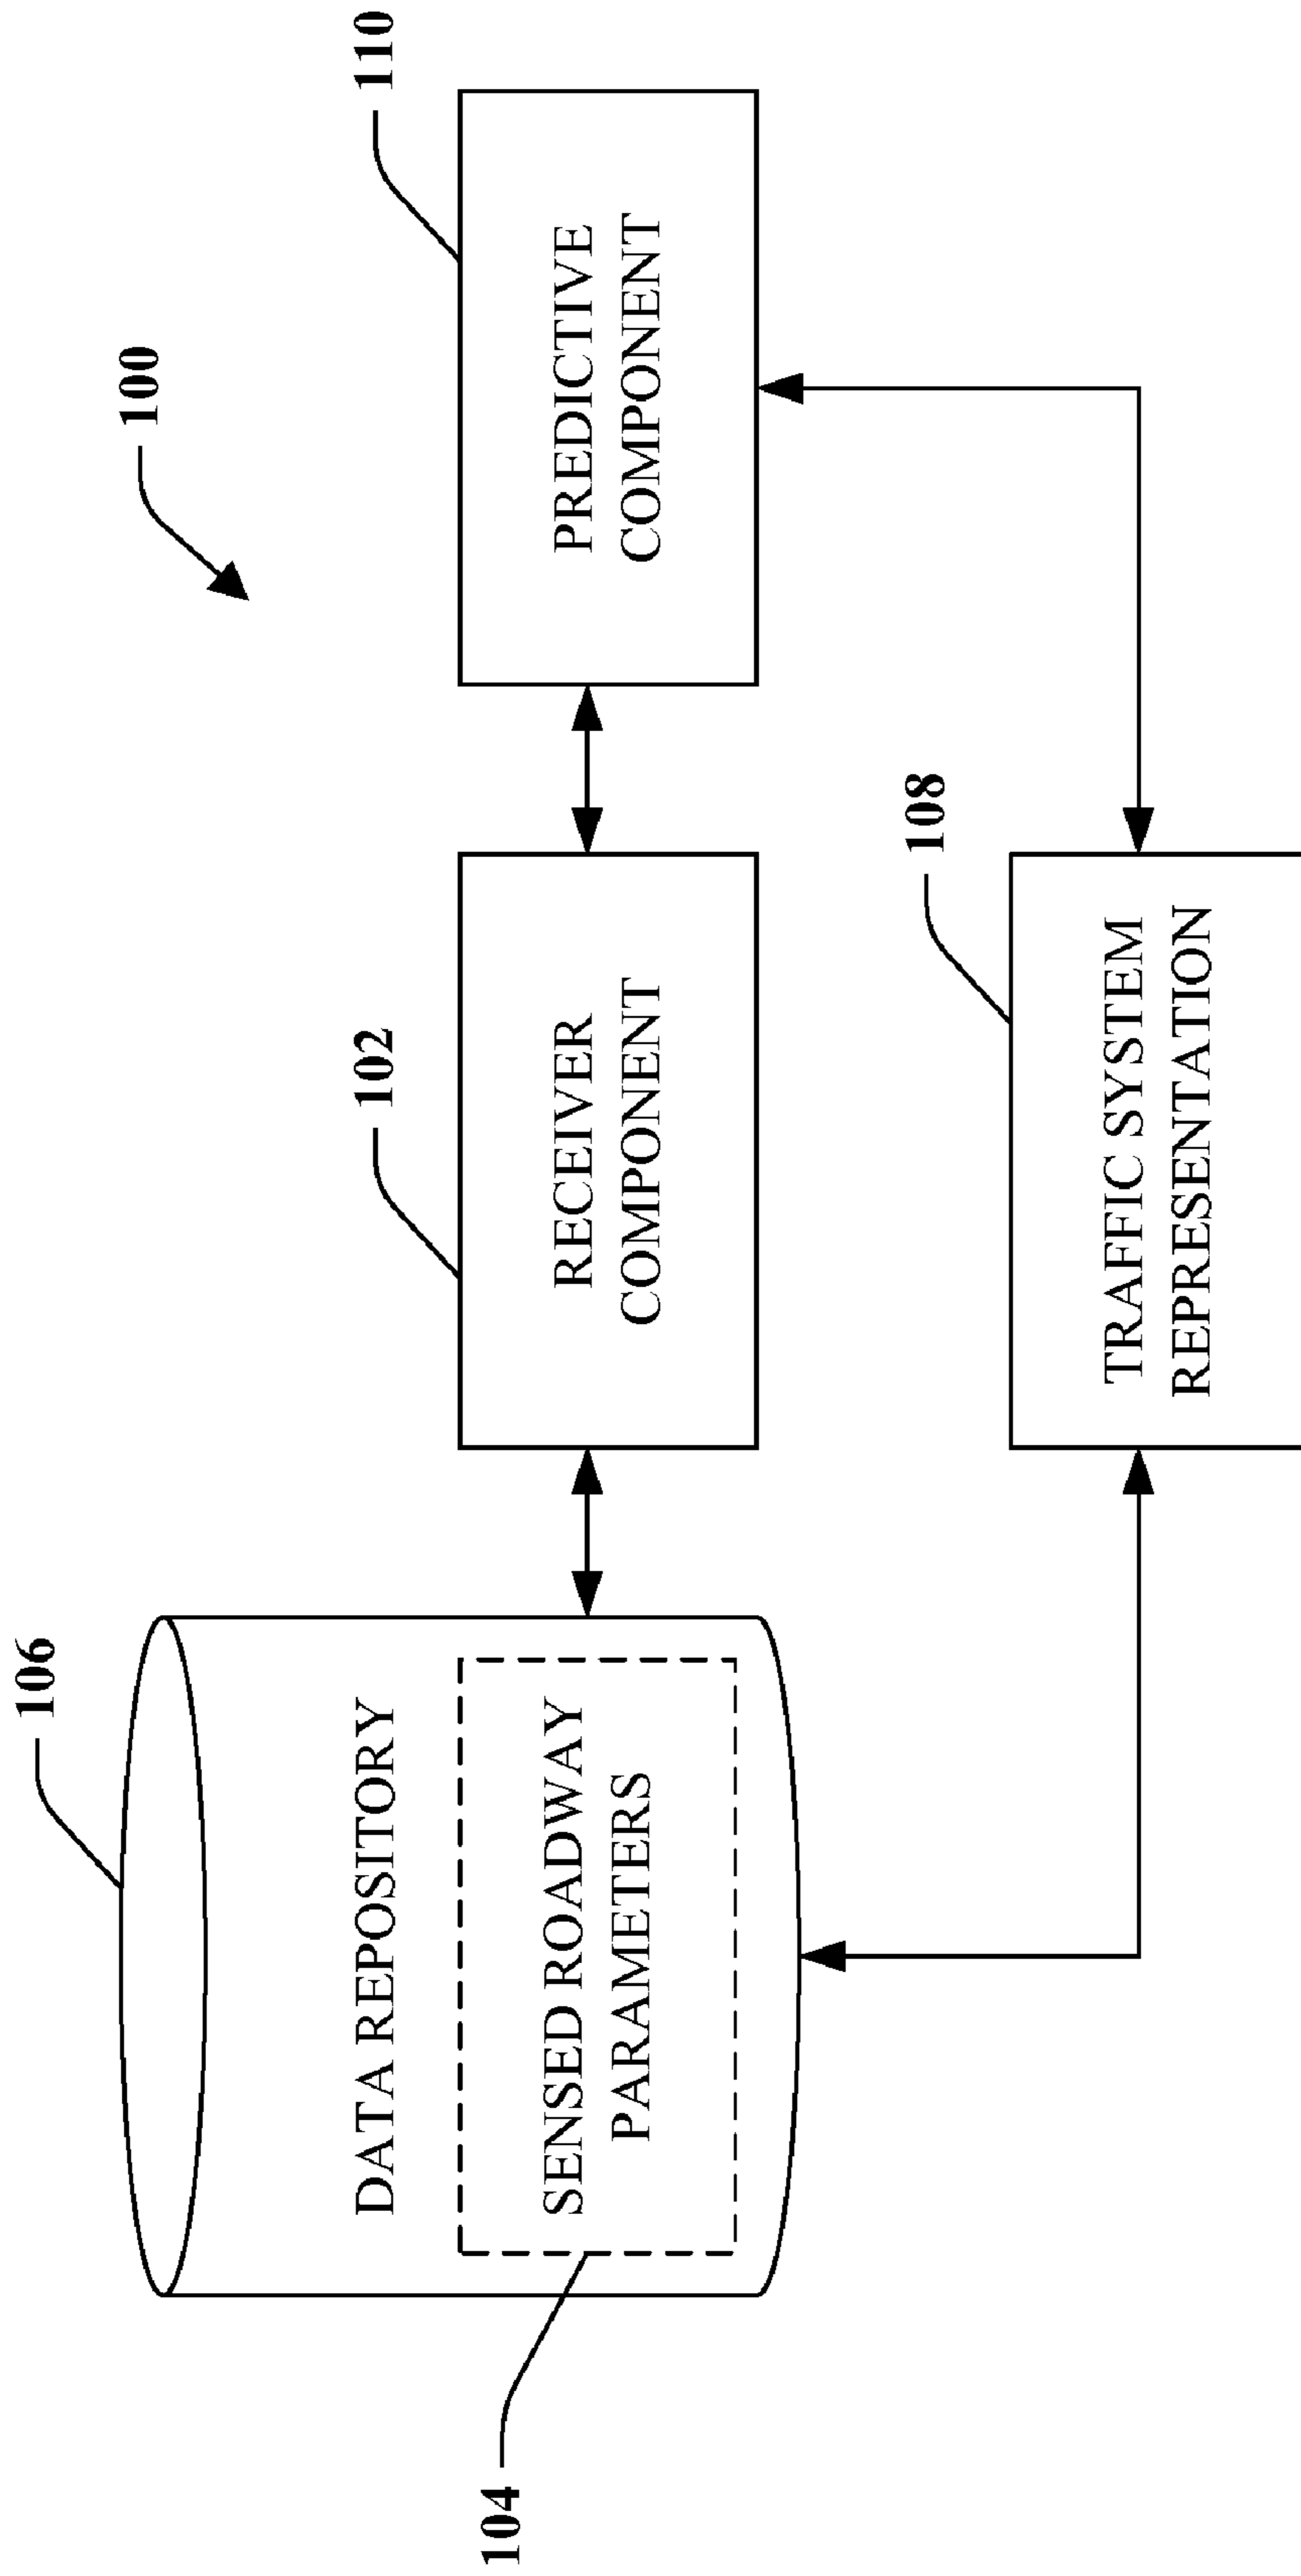 100
106
102
110
DATA REPOSITORY
SENSED ROADWAY
PARAMETERS
RECEIVER
COMPONENT
PREDICTIVE
COMPONENT
104
108
TRAFFIC SYSTEM
REPRESENTATION